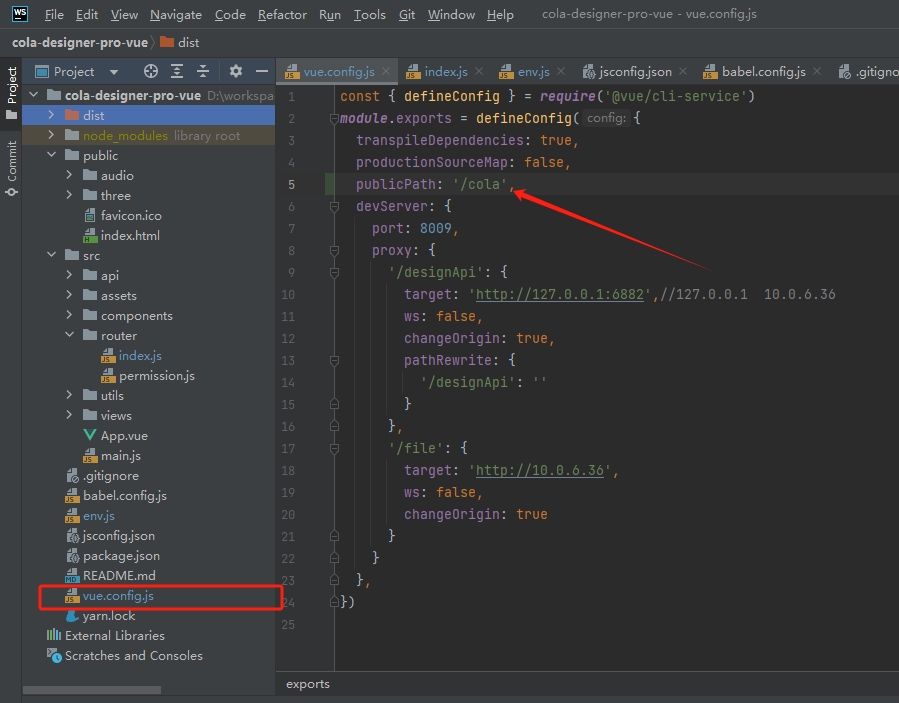 WS File Edit View Navigate Code Refactor Run Tools Git Window Help cola-designer-pro-vue - vue.config.js
cola-designer-pro-vue dist
Project
Commit
Project
vue.config.js index.js env.js jsconfig.json babel.config.js .gitigno
cola-designer-pro-vue D:\workspa
dist
node_modules library root
public
audio
three
favicon.ico
index.html
src
api
assets
components
router
index.js
permission.js
utils
views
App.vue
main.js
.gitignore
babel.config.js
env.js
jsconfig.json
package.json
README.md
vue.config.js
yarn.lock
External Libraries
Scratches and Consoles
1 const { defineConfig } = require('@vue/cli-service')
2 module.exports = defineConfig( config: {
3 transpileDependencies: true,
4 productionSourceMap: false,
5 publicPath: '/cola',
6 devServer: {
7 port: 8009,
8 proxy: {
9 '/designApi': {
10 target: 'http://127.0.0.1:6882',//127.0.0.1  10.0.6.36
11 ws: false,
12 changeOrigin: true,
13 pathRewrite: {
14 '/designApi': ''
15 }
16 },
17 '/file': {
18 target: 'http://10.0.6.36',
19 ws: false,
20 changeOrigin: true
21 }
22 }
23 },
24 })
25
exports